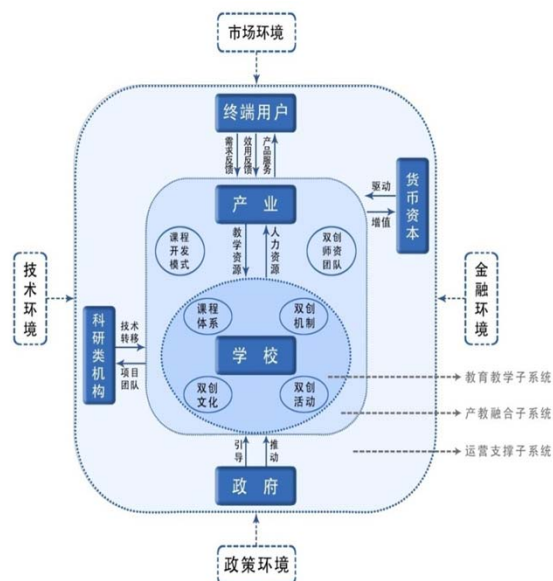 市场环境
终端用户
需求反馈
效用反馈
产品服务
产业
驱动
增值
货币资本
课程
开发
模式
教学资源
人力资源
双创
师资
团队
技术环境
金融环境
课程
体系
双创
机制
科研类机构
技术
转移
项目
团队
学校
双创
文化
双创
活动
教育教学子系统
产教融合子系统
运营支撑子系统
引导
推动
政府
政策环境